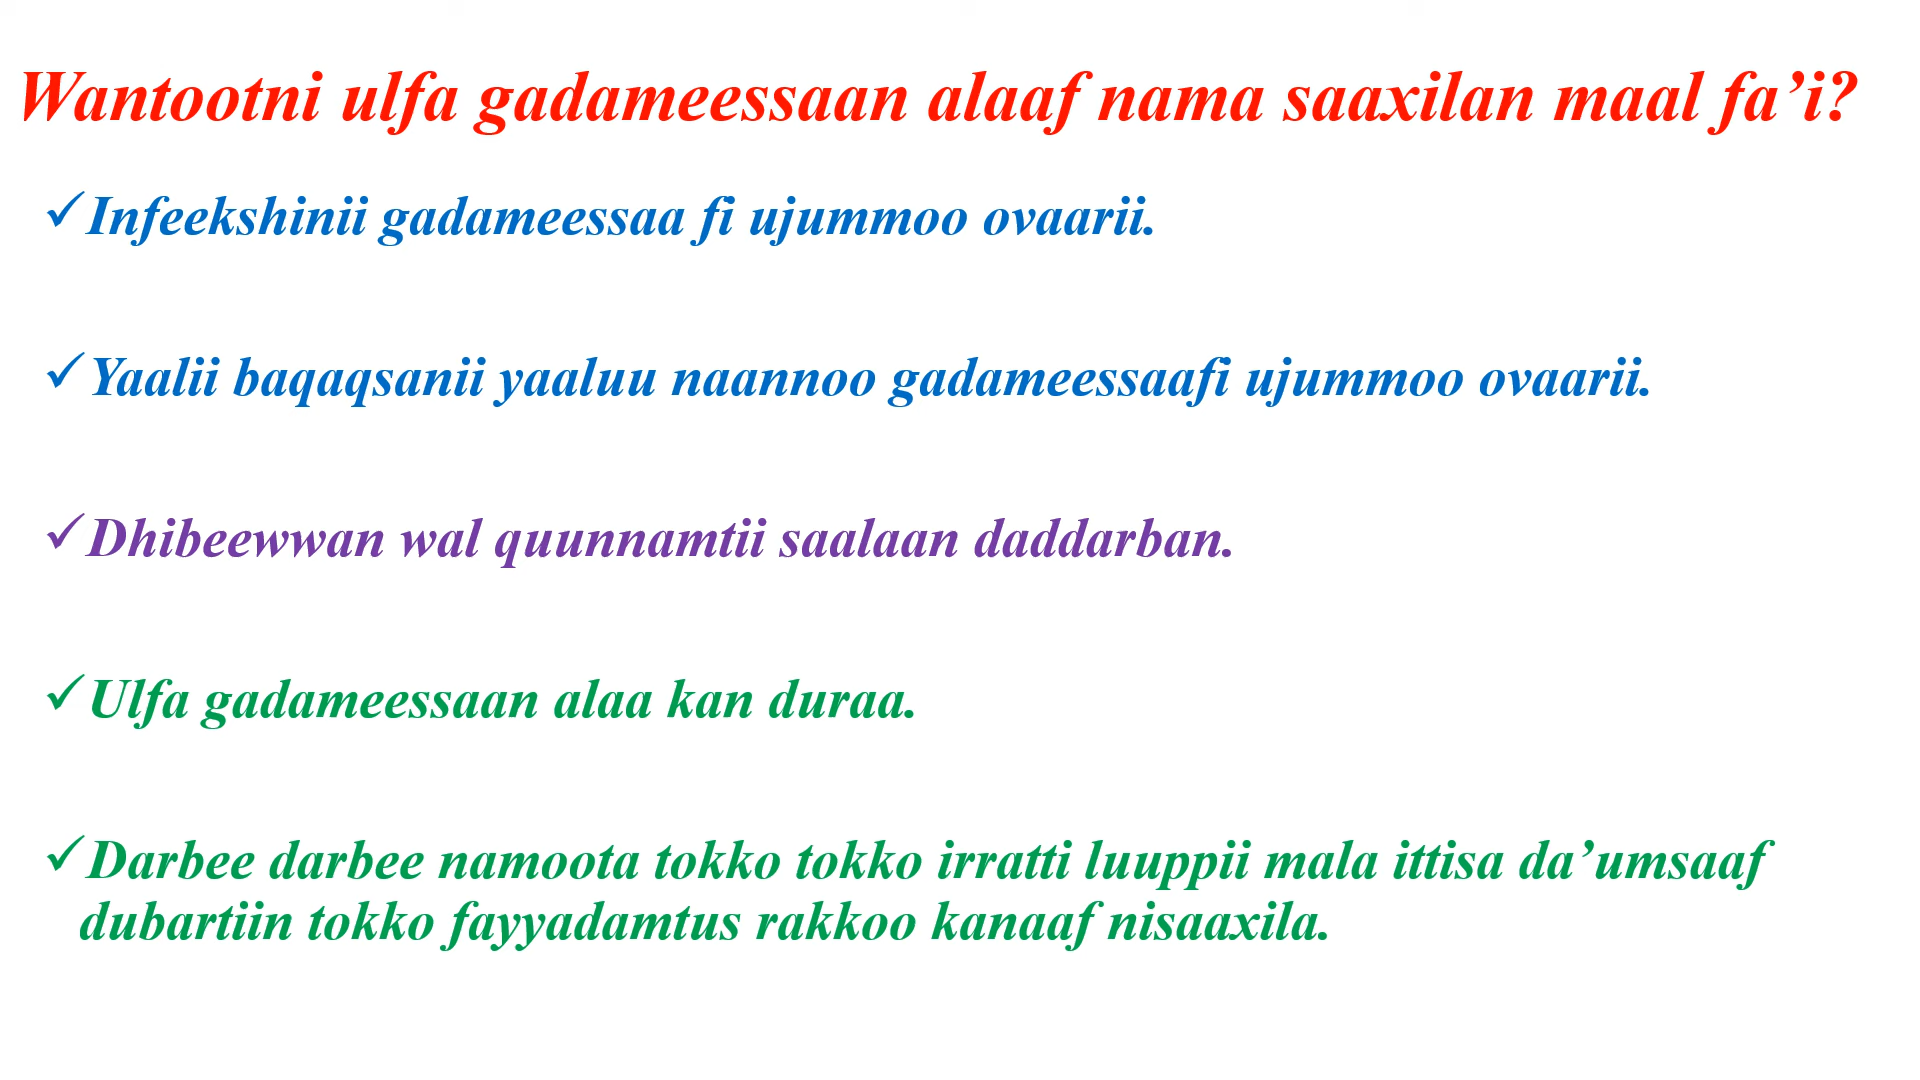 Wantootni ulfa gadameessaan alaaf nama saaxilan maal fa’i?
✓Infeekshinii gadameessaa fi ujummoo ovaarii.
✓Yaalii baqaqsanii yaaluu naannoo gadameessaafi ujummoo ovaarii.
✓Dhibeewwan wal quunnamtii saalaan daddarban.
✓Ulfa gadameessaan alaa kan duraa.
✓Darbee darbee namoota tokko tokko irratti luuppii mala ittisa da’umsaaf
dubartiin tokko fayyadamtus rakkoo kanaaf nisaaxila.